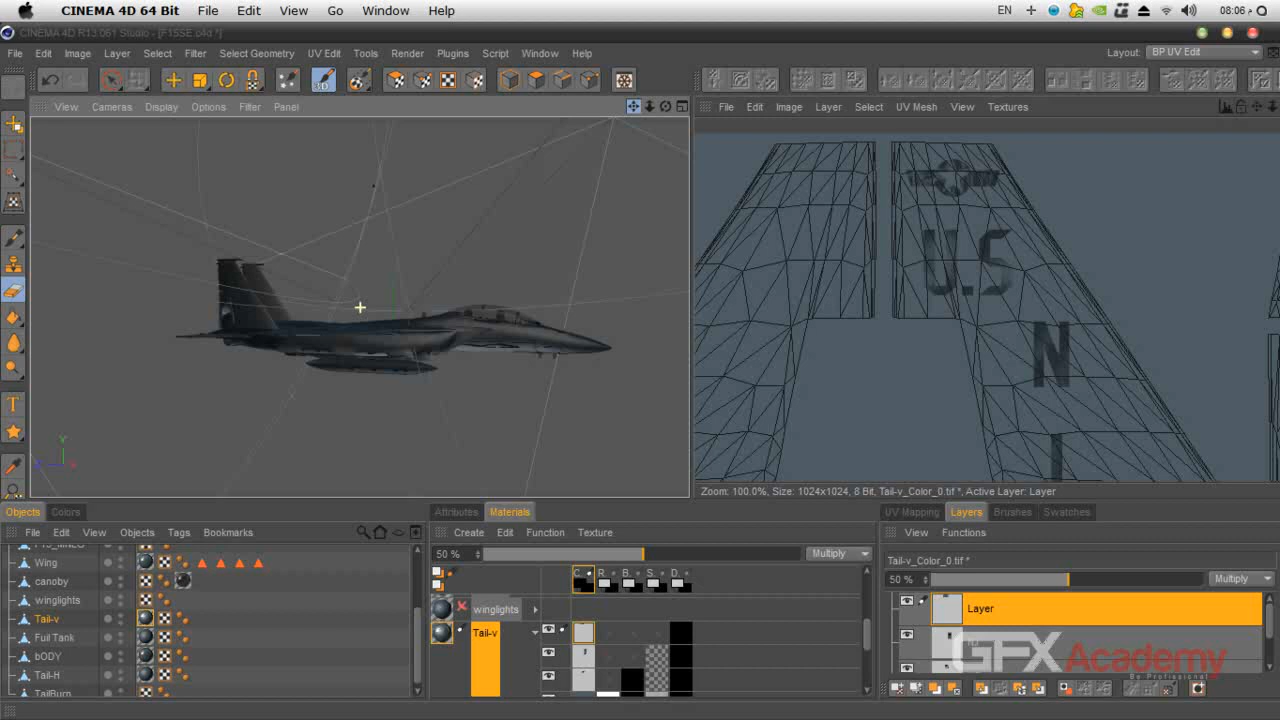 CINEMA 4D 64 Bit File Edit View Go Window Help EN 08:06 م
CINEMA 4D R13.061 Studio - [F15SE.c4d *]
File Edit Image Layer Select Filter Select Geometry UV Edit Tools Render Plugins Script Window Help Layout: BP UV Edit
3D
View Cameras Display Options Filter Panel
File Edit Image Layer Select UV Mesh View Textures
U.S
N
T
Y
Zoom: 100.0%, Size: 1024x1024, 8 Bit, Tail-v_Color_0.tif *, Active Layer: Layer
Objects Colors
Attributes Materials
UV Mapping Layers Brushes Swatches
File Edit View Objects Tags Bookmarks
Create Edit Function Texture
View Functions
Wing
canoby
winglights
Tail-v
Fuil Tank
bODY
Tail-H
TailBurn
50 % Multiply
C. R. B. S. D.
winglights
Tail-v
Tail-v_Color_0.tif *
50 % Multiply
Layer
GFXAcademy
Be Professional